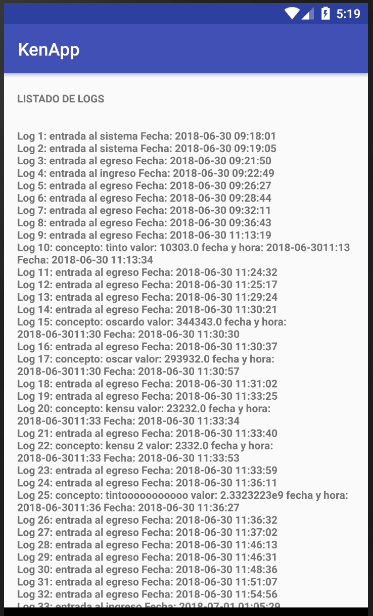 5:19
KenApp
LISTADO DE LOGS
Log 1: entrada al sistema Fecha: 2018-06-30 09:18:01
Log 2: entrada al sistema Fecha: 2018-06-30 09:19:05
Log 3: entrada al egreso Fecha: 2018-06-30 09:21:50
Log 4: entrada al ingreso Fecha: 2018-06-30 09:22:49
Log 5: entrada al egreso Fecha: 2018-06-30 09:26:27
Log 6: entrada al egreso Fecha: 2018-06-30 09:28:44
Log 7: entrada al egreso Fecha: 2018-06-30 09:32:11
Log 8: entrada al egreso Fecha: 2018-06-30 09:36:43
Log 9: entrada al egreso Fecha: 2018-06-30 11:13:19
Log 10: concepto: tinto valor: 10303.0 fecha y hora: 2018-06-3011:13
Fecha: 2018-06-30 11:13:34
Log 11: entrada al egreso Fecha: 2018-06-30 11:24:32
Log 12: entrada al egreso Fecha: 2018-06-30 11:25:17
Log 13: entrada al egreso Fecha: 2018-06-30 11:29:24
Log 14: entrada al egreso Fecha: 2018-06-30 11:30:21
Log 15: concepto: oscardo valor: 344343.0 fecha y hora:
2018-06-3011:30 Fecha: 2018-06-30 11:30:30
Log 16: entrada al egreso Fecha: 2018-06-30 11:30:37
Log 17: concepto: oscar valor: 293932.0 fecha y hora:
2018-06-3011:30 Fecha: 2018-06-30 11:30:57
Log 18: entrada al egreso Fecha: 2018-06-30 11:31:02
Log 19: entrada al egreso Fecha: 2018-06-30 11:33:25
Log 20: concepto: kensu valor: 23232.0 fecha y hora:
2018-06-3011:33 Fecha: 2018-06-30 11:33:34
Log 21: entrada al egreso Fecha: 2018-06-30 11:33:40
Log 22: concepto: kensu 2 valor: 2332.0 fecha y hora:
2018-06-3011:33 Fecha: 2018-06-30 11:33:53
Log 23: entrada al egreso Fecha: 2018-06-30 11:33:59
Log 24: entrada al egreso Fecha: 2018-06-30 11:36:11
Log 25: concepto: tintooooooooooo valor: 2.3323223e9 fecha y hora:
2018-06-3011:36 Fecha: 2018-06-30 11:36:27
Log 26: entrada al egreso Fecha: 2018-06-30 11:36:32
Log 27: entrada al egreso Fecha: 2018-06-30 11:37:02
Log 28: entrada al egreso Fecha: 2018-06-30 11:46:13
Log 29: entrada al egreso Fecha: 2018-06-30 11:46:31
Log 30: entrada al egreso Fecha: 2018-06-30 11:48:36
Log 31: entrada al egreso Fecha: 2018-06-30 11:51:07
Log 32: entrada al egreso Fecha: 2018-06-30 11:54:56
Log 33: entrada al ingreso Fecha: 2018-07-01 01:05:29